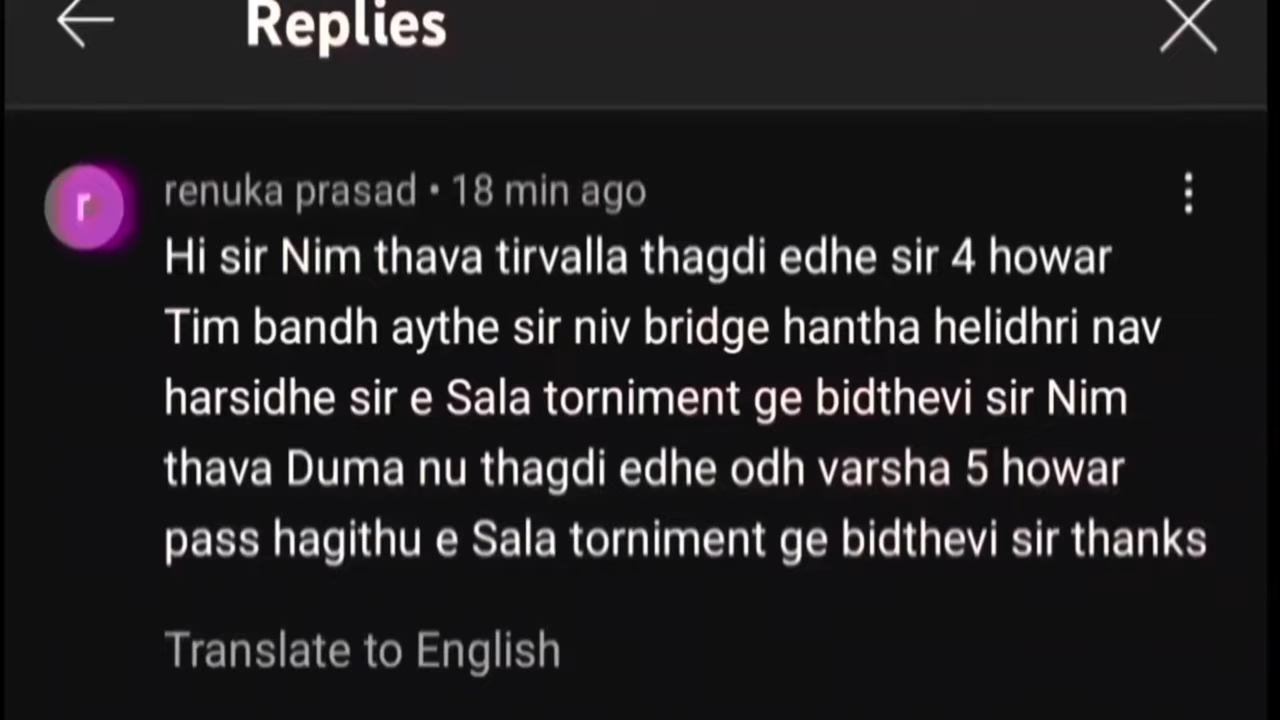 Replies
r
renuka prasad • 18 min ago
Hi sir Nim thava tirvalla thagdi edhe sir 4 howar
Tim bandh aythe sir niv bridge hantha helidhri nav
harsidhe sir e Sala torniment ge bidthevi sir Nim
thava Duma nu thagdi edhe odh varsha 5 howar
pass hagithu e Sala torniment ge bidthevi sir thanks
Translate to English